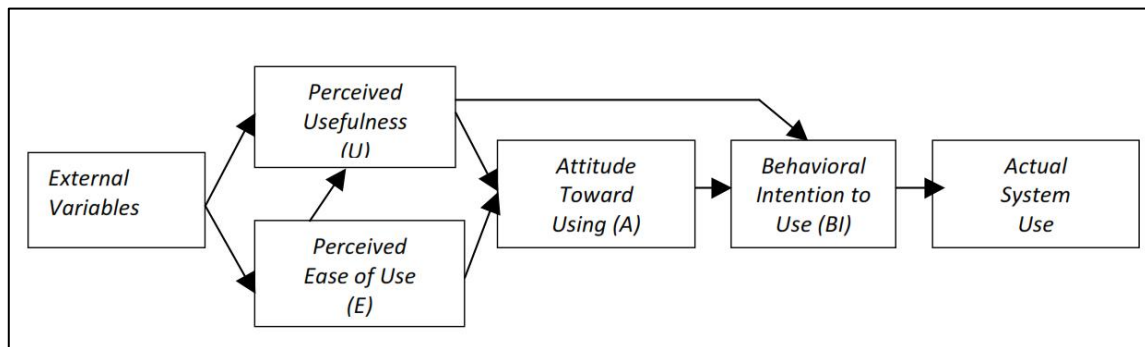 External
Variables
Perceived
Usefulness
(U)
Perceived
Ease of Use
(E)
Attitude
Toward
Using (A)
Behavioral
Intention to
Use (BI)
Actual
System
Use